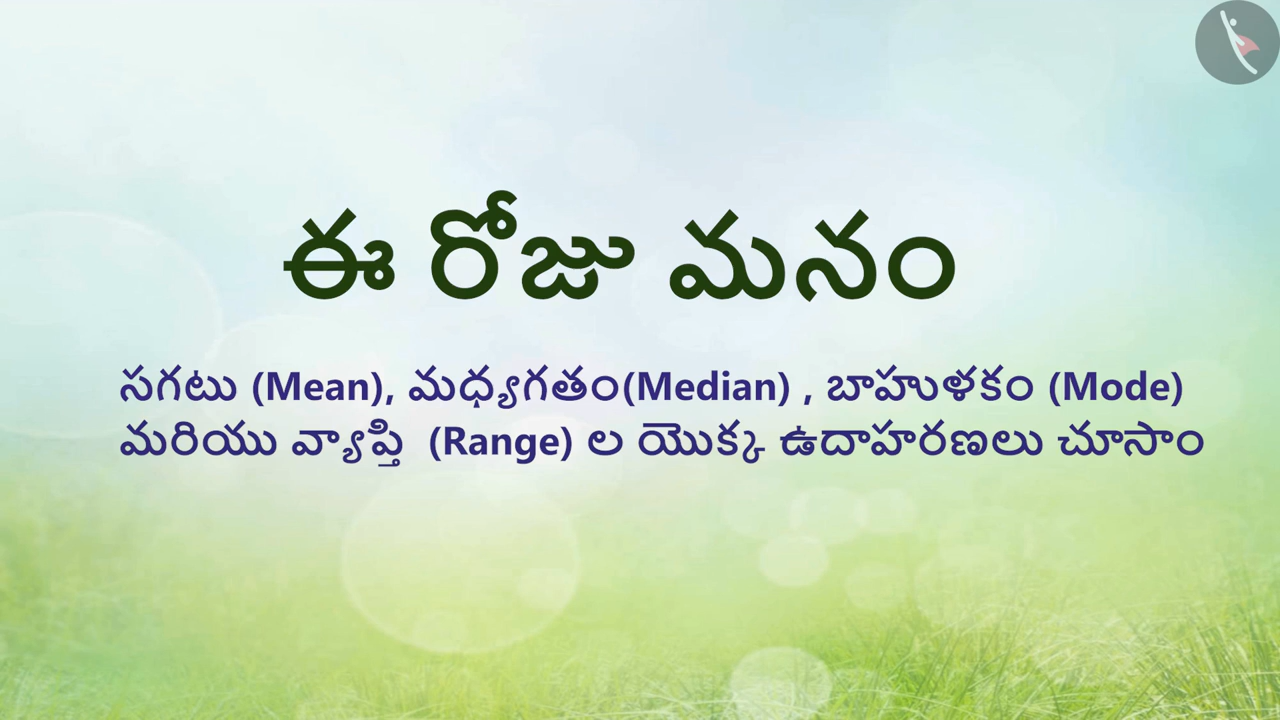 ఈ రోజు మనం
సగటు (Mean), మధ్యగతం(Median) , బాహుళకం (Mode)
మరియు వ్యాప్తి  (Range) ల యొక్క ఉదాహరణలు చూసాం